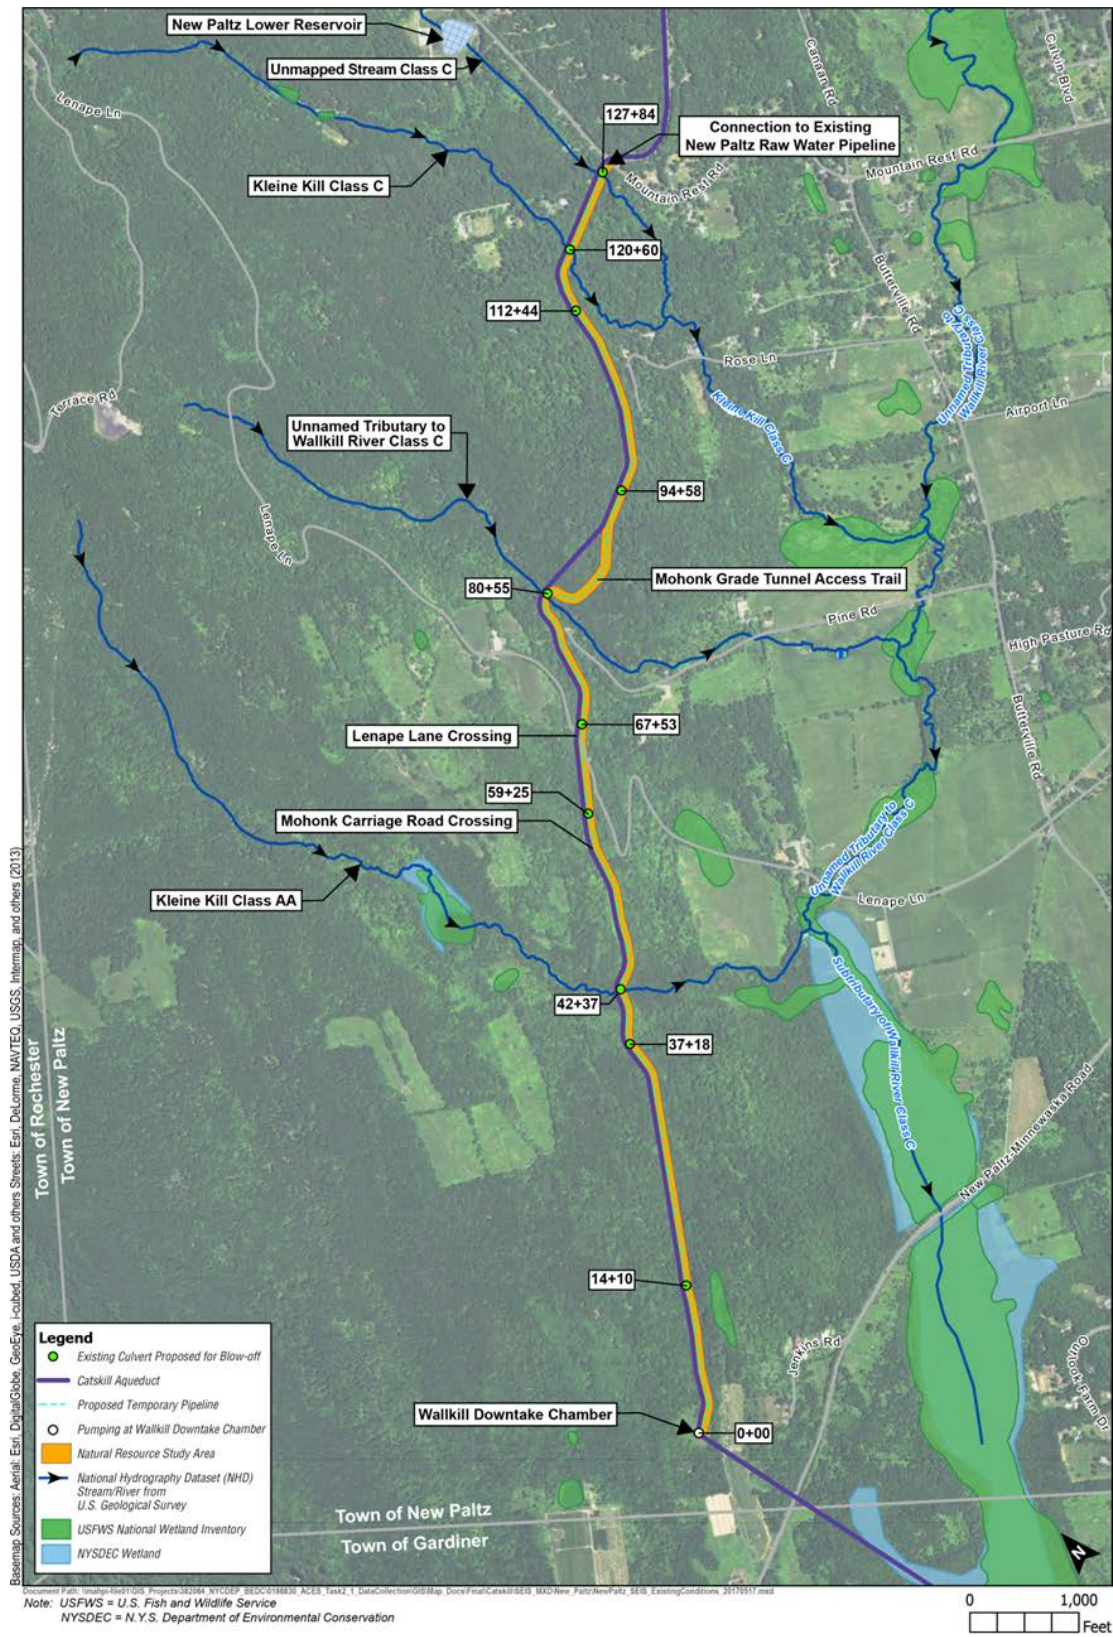 New Paltz Lower Reservoir
Unmapped Stream Class C
Canaan Rd
Calvin Blvd
Lenape Ln
127+84
Connection to Existing
New Paltz Raw Water Pipeline
Mountain Rest Rd
Mountain Rest Rd
Kleine Kill Class C
120+60
Butterville Rd
112+44
Unnamed Tributary to
Wallkill River Class C
Rose Ln
Terrace Rd
Kleine Kill Class C
Airport Ln
Unnamed Tributary to
Wallkill River Class C
94+58
Lenape Ln
Mohonk Grade Tunnel Access Trail
80+55
Pine Rd
High Pasture Rd
67+53
Lenape Lane Crossing
Butterville Rd
59+25
Mohonk Carriage Road Crossing
Unnamed Tributary to
Wallkill River Class C
Kleine Kill Class AA
Lenape Ln
Subtributary of Wallkill River Class C
42+37
37+18
Town of Rochester
Town of New Paltz
New Paltz-Minnewaska Road
14+10
Jenkins Rd
Ouioook Farm Dr
Wallkill Downtake Chamber
0+00
Town of New Paltz
Town of Gardiner
N
Legend
Existing Culvert Proposed for Blow-off
Catskill Aqueduct
Proposed Temporary Pipeline
Pumping at Wallkill Downtake Chamber
Natural Resource Study Area
National Hydrography Dataset (NHD)
Stream/River from
U.S. Geological Survey
USFWS National Wetland Inventory
NYSDEC Wetland
Basemap Sources: Aerial: Esri, DigitalGlobe, GeoEye, i-cubed, USDA and others Streets: Esri, DeLorme, NAVTEQ, USGS, Intermap, and others (2013)
Note: USFWS = U.S. Fish and Wildlife Service
NYSDEC = N.Y.S. Department of Environmental Conservation
0 1,000
Feet